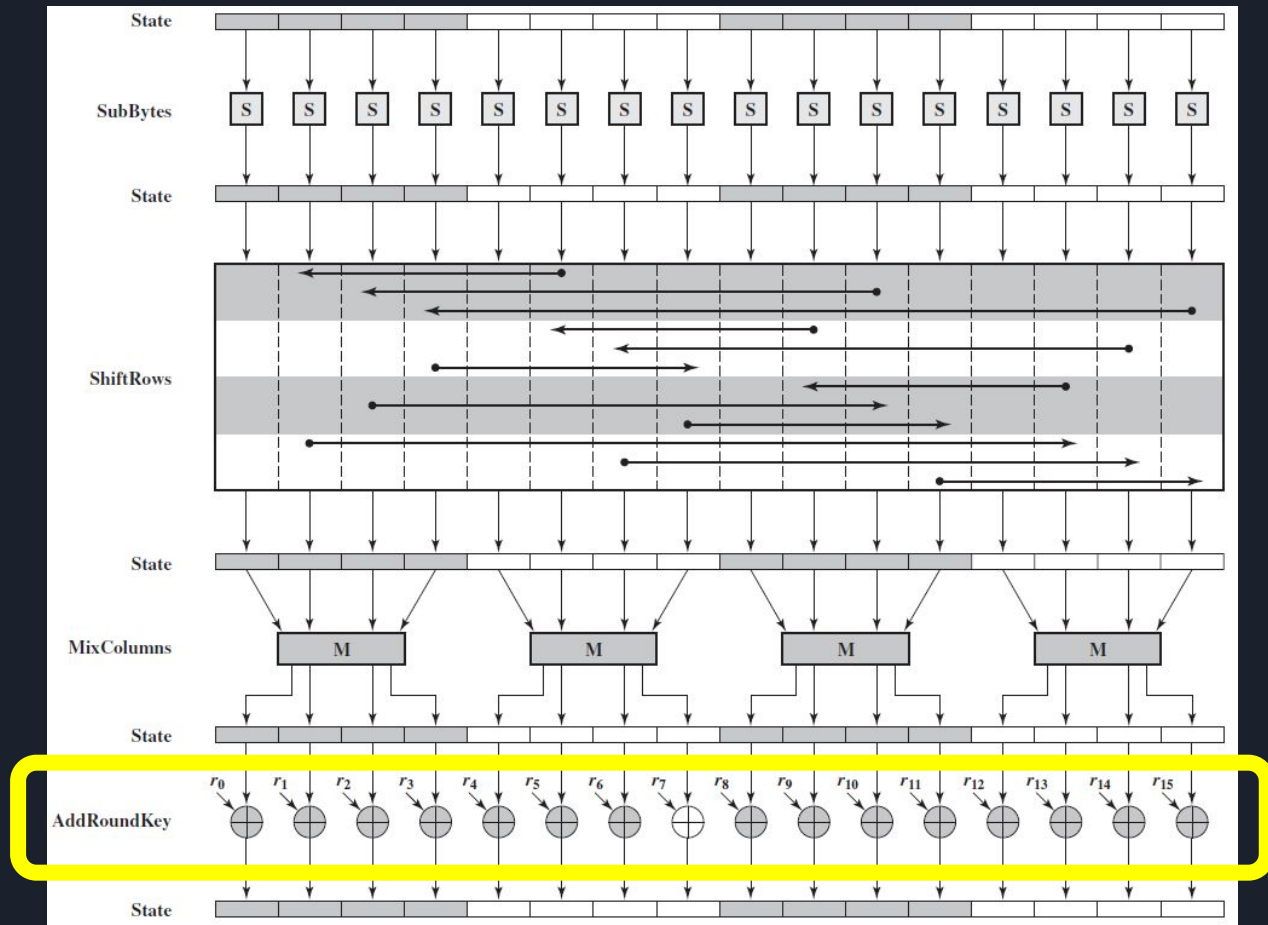 State
SubBytes S S S S S S S S S S S S S S S S
State
ShiftRows
State
MixColumns M M M M
State
r0 r1 r2 r3 r4 r5 r6 r7 r8 r9 r10 r11 r12 r13 r14 r15
AddRoundKey
State